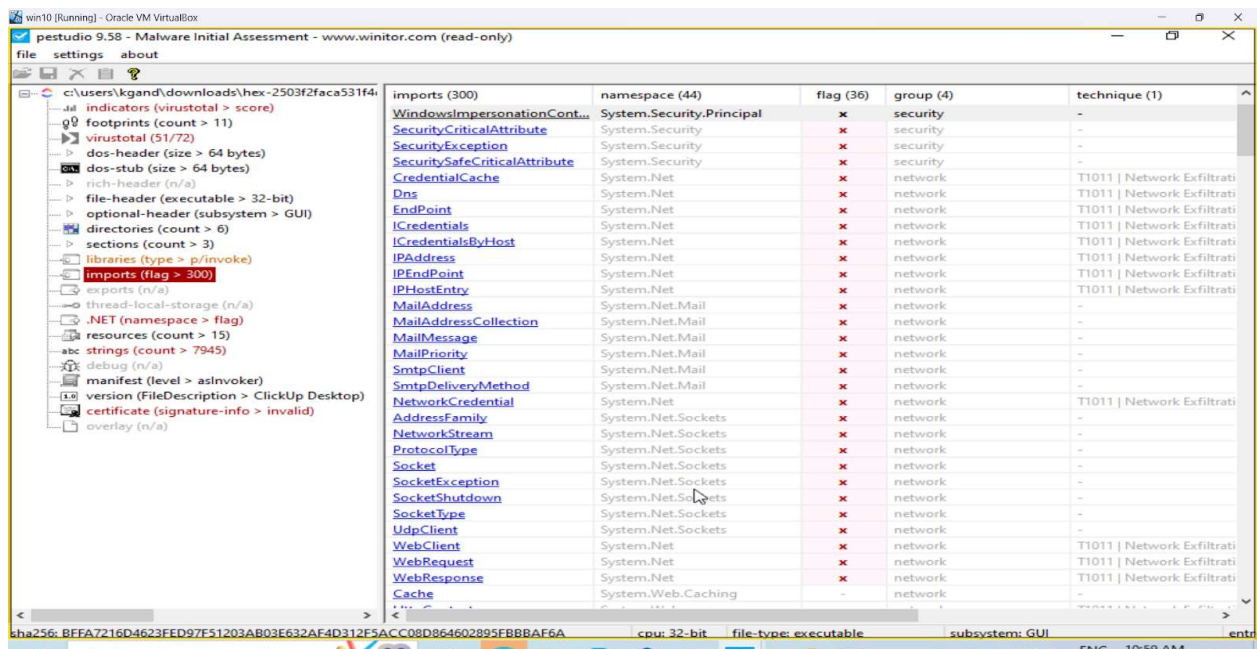 win10 [Running] - Oracle VM VirtualBox
pestudio 9.58 - Malware Initial Assessment - www.winitor.com (read-only)
file settings about
c:\users\kgand\downloads\hex-2503f2faca531f4
indicators (virustotal > score)
footprints (count > 11)
virustotal (51/72)
dos-header (size > 64 bytes)
dos-stub (size > 64 bytes)
rich-header (n/a)
file-header (executable > 32-bit)
optional-header (subsystem > GUI)
directories (count > 6)
sections (count > 3)
libraries (type > p/invoke)
imports (flag > 300)
exports (n/a)
thread-local-storage (n/a)
.NET (namespace > flag)
resources (count > 15)
abc strings (count > 7945)
debug (n/a)
manifest (level > asInvoker)
1.0 version (FileDescription > ClickUp Desktop)
certificate (signature-info > invalid)
overlay (n/a)
imports (300) namespace (44) flag (36) group (4) technique (1)
WindowsImpersonationCont... System.Security.Principal x security -
SecurityCriticalAttribute System.Security x security -
SecurityException System.Security x security -
SecuritySafeCriticalAttribute System.Security x security -
CredentialCache System.Net x network T1011 | Network Exfiltrati
Dns System.Net x network T1011 | Network Exfiltrati
EndPoint System.Net x network T1011 | Network Exfiltrati
ICredentials System.Net x network T1011 | Network Exfiltrati
ICredentialsByHost System.Net x network T1011 | Network Exfiltrati
IPAddress System.Net x network T1011 | Network Exfiltrati
IPEndPoint System.Net x network T1011 | Network Exfiltrati
IPHostEntry System.Net x network T1011 | Network Exfiltrati
MailAddress System.Net.Mail x network -
MailAddressCollection System.Net.Mail x network -
MailMessage System.Net.Mail x network -
MailPriority System.Net.Mail x network -
SmtpClient System.Net.Mail x network -
SmtpDeliveryMethod System.Net.Mail x network -
NetworkCredential System.Net x network T1011 | Network Exfiltrati
AddressFamily System.Net.Sockets x network -
NetworkStream System.Net.Sockets x network -
ProtocolType System.Net.Sockets x network -
Socket System.Net.Sockets x network -
SocketException System.Net.Sockets x network -
SocketShutdown System.Net.Sockets x network -
SocketType System.Net.Sockets x network -
UdpClient System.Net.Sockets x network -
WebClient System.Net x network T1011 | Network Exfiltrati
WebRequest System.Net x network T1011 | Network Exfiltrati
WebResponse System.Net x network T1011 | Network Exfiltrati
Cache System.Web.Caching - network -
sha256: BFFA7216D4623FED97F51203AB03E632AF4D312F5ACC08D864602895FBBBAF6A cpu: 32-bit file-type: executable subsystem: GUI entr
ENG 10:59 AM